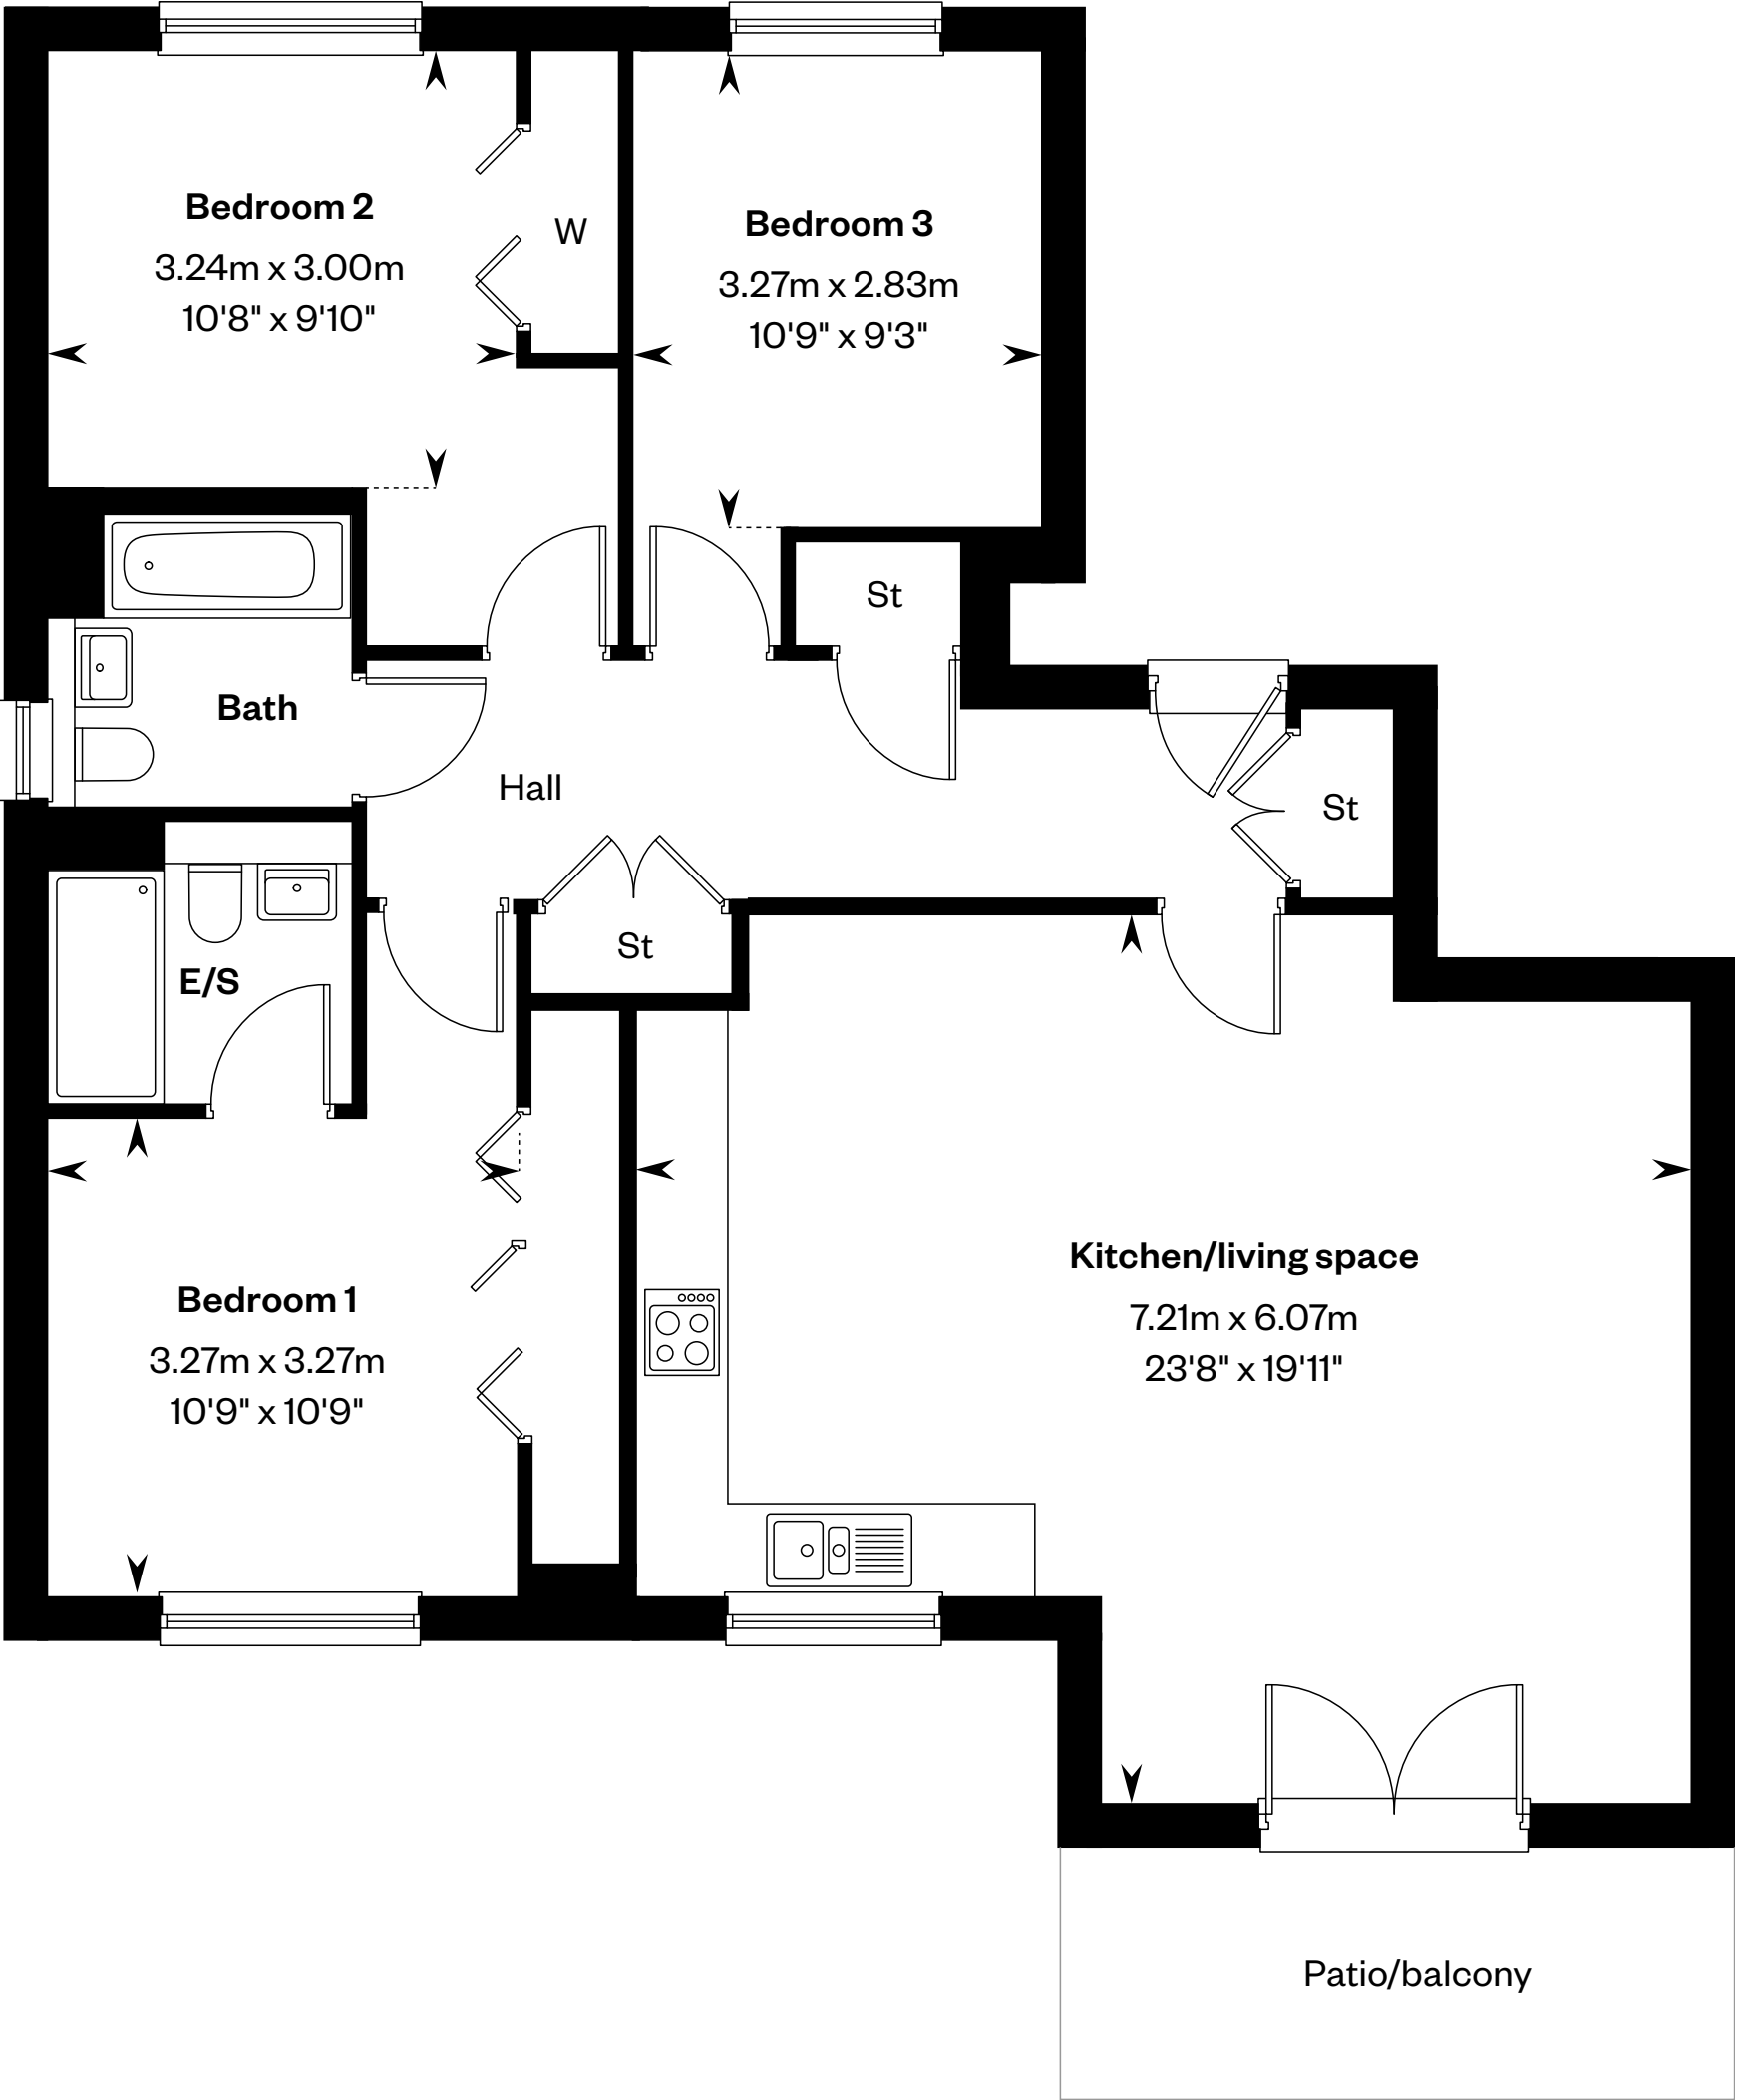 Bedroom 2
3.24m x 3.00m
10'8" x 9'10"
W
Bedroom 3
3.27m x 2.83m
10'9" x 9'3"
St
Bath
Hall
St
St
E/S
Kitchen/living space
7.21m x 6.07m
23'8" x 19'11"
Bedroom 1
3.27m x 3.27m
10'9" x 10'9"
Patio/balcony